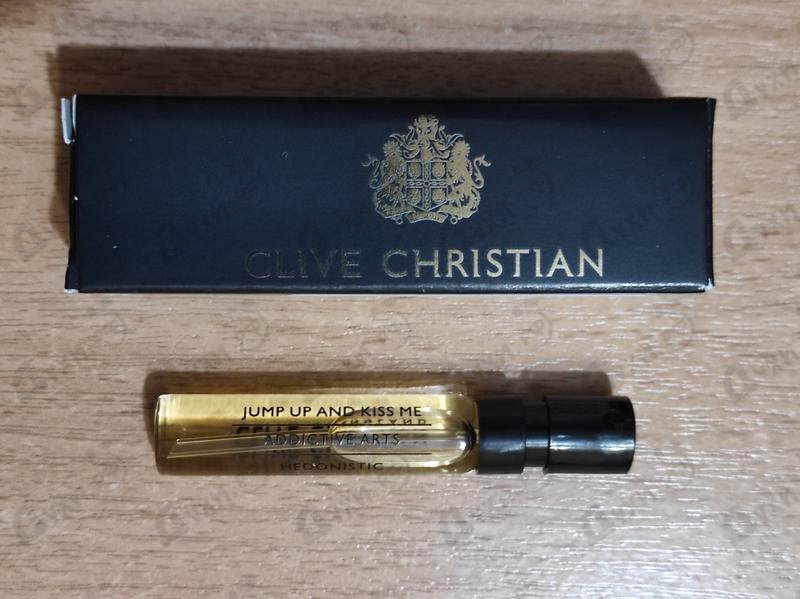 CLIVE CHRISTIAN
JUMP UP AND KISS ME
ADDICTIVE ARTS
HEDONISTIC